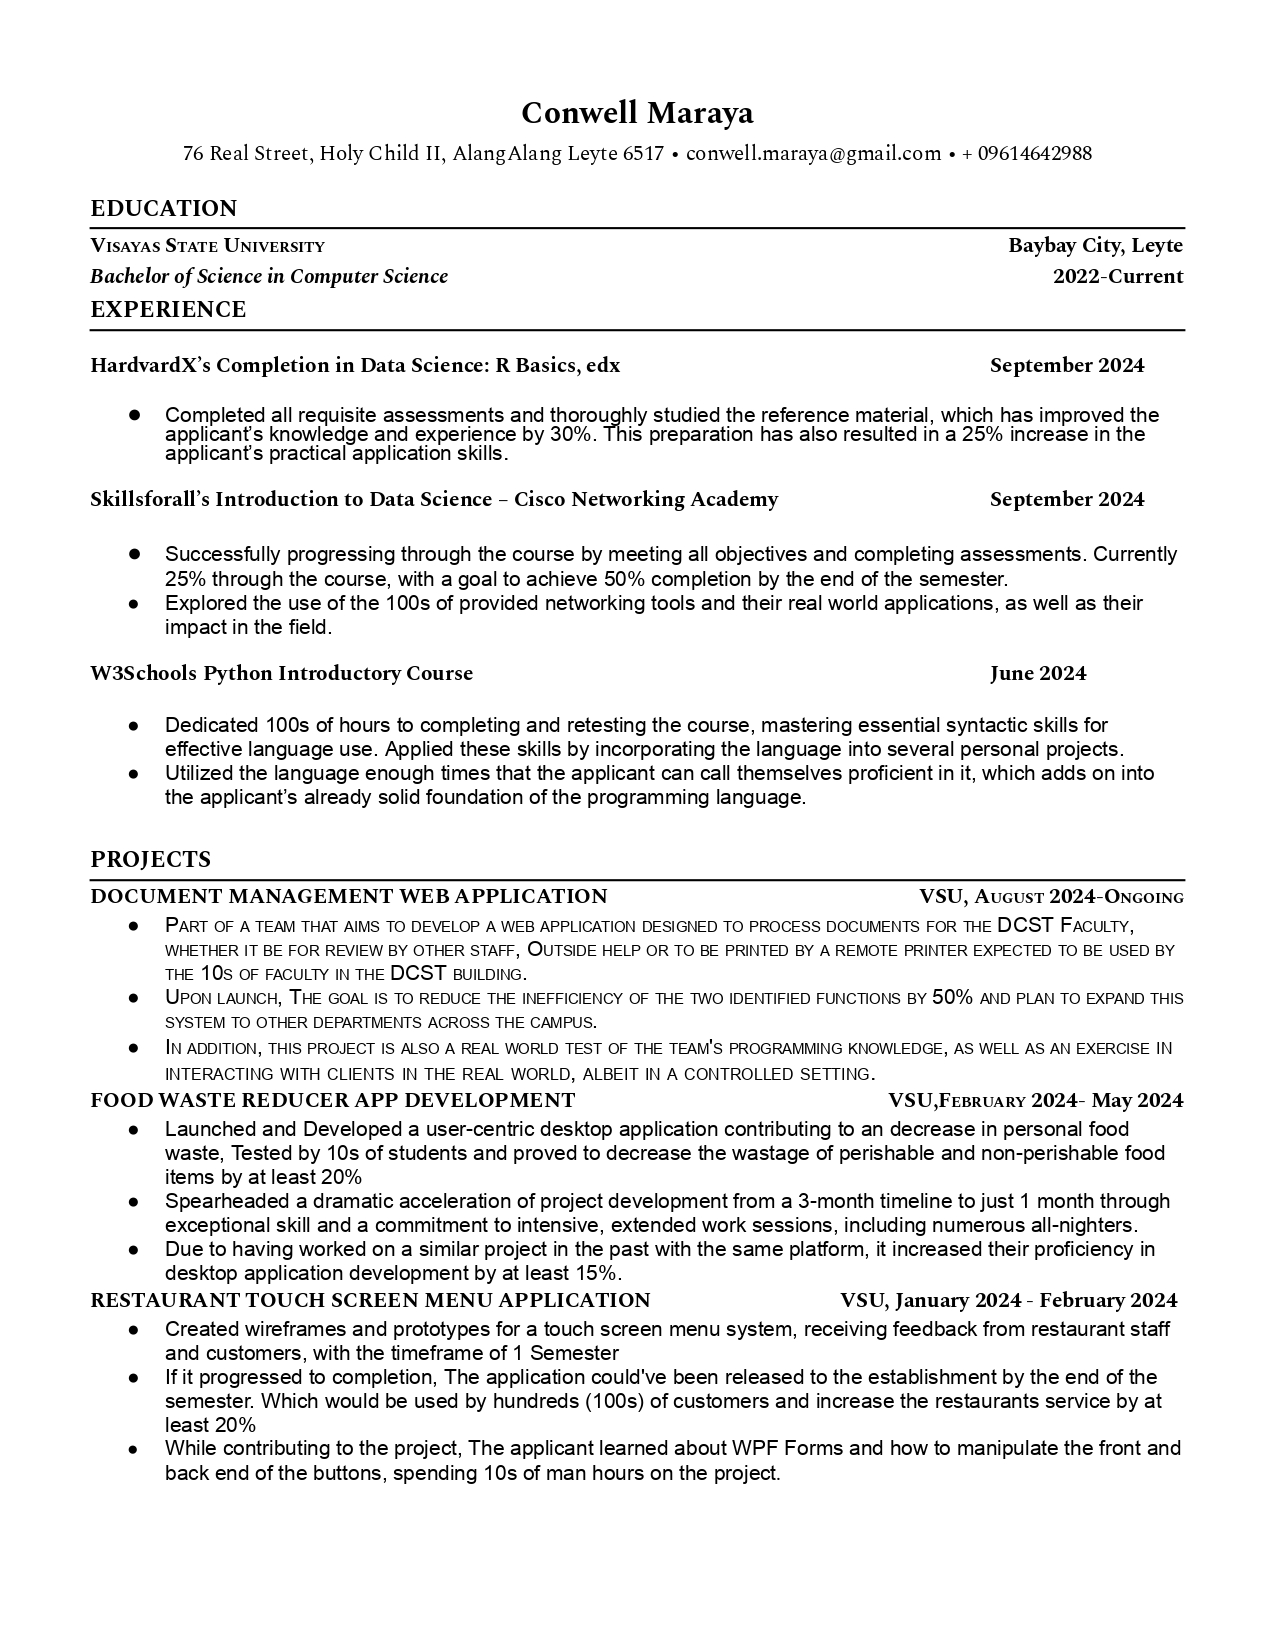 Conwell Maraya
76 Real Street, Holy Child II, AlangAlang Leyte 6517 • conwell.maraya@gmail.com • + 09614642988
EDUCATION
Visayas State University Baybay City, Leyte
Bachelor of Science in Computer Science 2022-Current
EXPERIENCE
HardvardX’s Completion in Data Science: R Basics, edx September 2024
● Completed all requisite assessments and thoroughly studied the reference material, which has improved the
applicant’s knowledge and experience by 30%. This preparation has also resulted in a 25% increase in the
applicant’s practical application skills.
Skillsforall’s Introduction to Data Science – Cisco Networking Academy September 2024
● Successfully progressing through the course by meeting all objectives and completing assessments. Currently
25% through the course, with a goal to achieve 50% completion by the end of the semester.
● Explored the use of the 100s of provided networking tools and their real world applications, as well as their
impact in the field.
W3Schools Python Introductory Course June 2024
● Dedicated 100s of hours to completing and retesting the course, mastering essential syntactic skills for
effective language use. Applied these skills by incorporating the language into several personal projects.
● Utilized the language enough times that the applicant can call themselves proficient in it, which adds on into
the applicant’s already solid foundation of the programming language.
PROJECTS
DOCUMENT MANAGEMENT WEB APPLICATION VSU, August 2024-Ongoing
● Part of a team that aims to develop a web application designed to process documents for the DCST Faculty,
whether it be for review by other staff, Outside help or to be printed by a remote printer expected to be used by
the 10s of faculty in the DCST building.
● Upon launch, The goal is to reduce the inefficiency of the two identified functions by 50% and plan to expand this
system to other departments across the campus.
● In addition, this project is also a real world test of the team's programming knowledge, as well as an exercise in
interacting with clients in the real world, albeit in a controlled setting.
FOOD WASTE REDUCER APP DEVELOPMENT VSU,February 2024- May 2024
● Launched and Developed a user-centric desktop application contributing to an decrease in personal food
waste, Tested by 10s of students and proved to decrease the wastage of perishable and non-perishable food
items by at least 20%
● Spearheaded a dramatic acceleration of project development from a 3-month timeline to just 1 month through
exceptional skill and a commitment to intensive, extended work sessions, including numerous all-nighters.
● Due to having worked on a similar project in the past with the same platform, it increased their proficiency in
desktop application development by at least 15%.
RESTAURANT TOUCH SCREEN MENU APPLICATION VSU, January 2024 - February 2024
● Created wireframes and prototypes for a touch screen menu system, receiving feedback from restaurant staff
and customers, with the timeframe of 1 Semester
● If it progressed to completion, The application could've been released to the establishment by the end of the
semester. Which would be used by hundreds (100s) of customers and increase the restaurants service by at
least 20%
● While contributing to the project, The applicant learned about WPF Forms and how to manipulate the front and
back end of the buttons, spending 10s of man hours on the project.